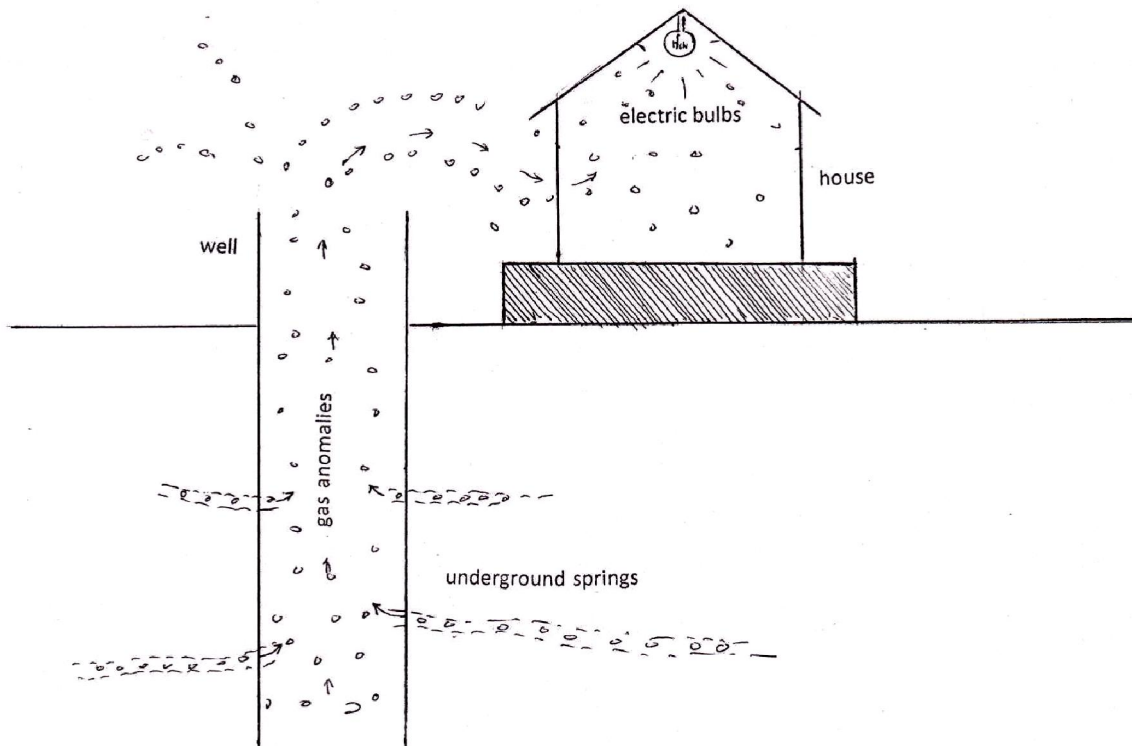 electric bulbs
house
well
gas anomalies
underground springs